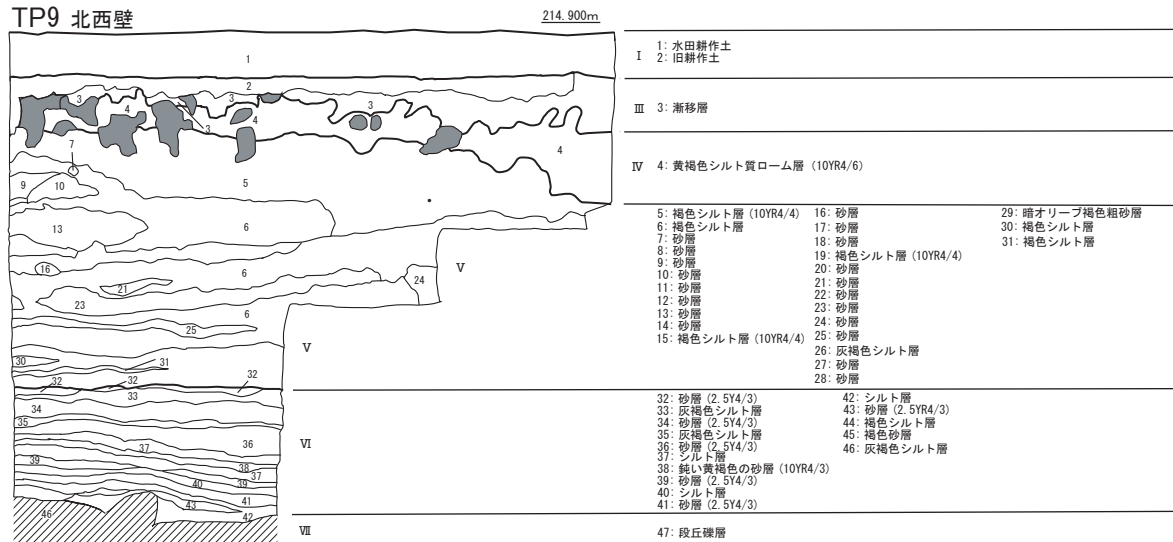 TP9 北西壁
214.900m
1
2
3
3
3
3
4
4
4
7
5
9
10
13
6
16
6
21
24
23
6
25
30
31
32
32
32
33
34
35
37
36
39
38
37
40
39
43
41
46
42
V
V
I
1: 水田耕作土
2: 旧耕作土
III
3: 漸移層
IV
4: 黄褐色シルト質ローム層 (10YR4/6)
5: 褐色シルト層 (10YR4/4)
6: 褐色シルト層
7: 砂層
8: 砂層
9: 砂層
10: 砂層
11: 砂層
12: 砂層
13: 砂層
14: 砂層
15: 褐色シルト層 (10YR4/4)
16: 砂層
17: 砂層
18: 砂層
19: 褐色シルト層 (10YR4/4)
20: 砂層
21: 砂層
22: 砂層
23: 砂層
24: 砂層
25: 砂層
26: 灰褐色シルト層
27: 砂層
28: 砂層
29: 暗オリーブ褐色粗砂層
30: 褐色シルト層
31: 褐色シルト層
VI
32: 砂層 (2.5Y4/3)
33: 灰褐色シルト層
34: 砂層 (2.5Y4/3)
35: 灰褐色シルト層
36: 砂層 (2.5Y4/3)
37: シルト層
38: 鈍い黄褐色の砂層 (10YR4/3)
39: 砂層 (2.5Y4/3)
40: シルト層
41: 砂層 (2.5Y4/3)
42: シルト層
43: 砂層 (2.5YR4/3)
44: 褐色シルト層
45: 褐色砂層
46: 灰褐色シルト層
VII
47: 段丘礫層